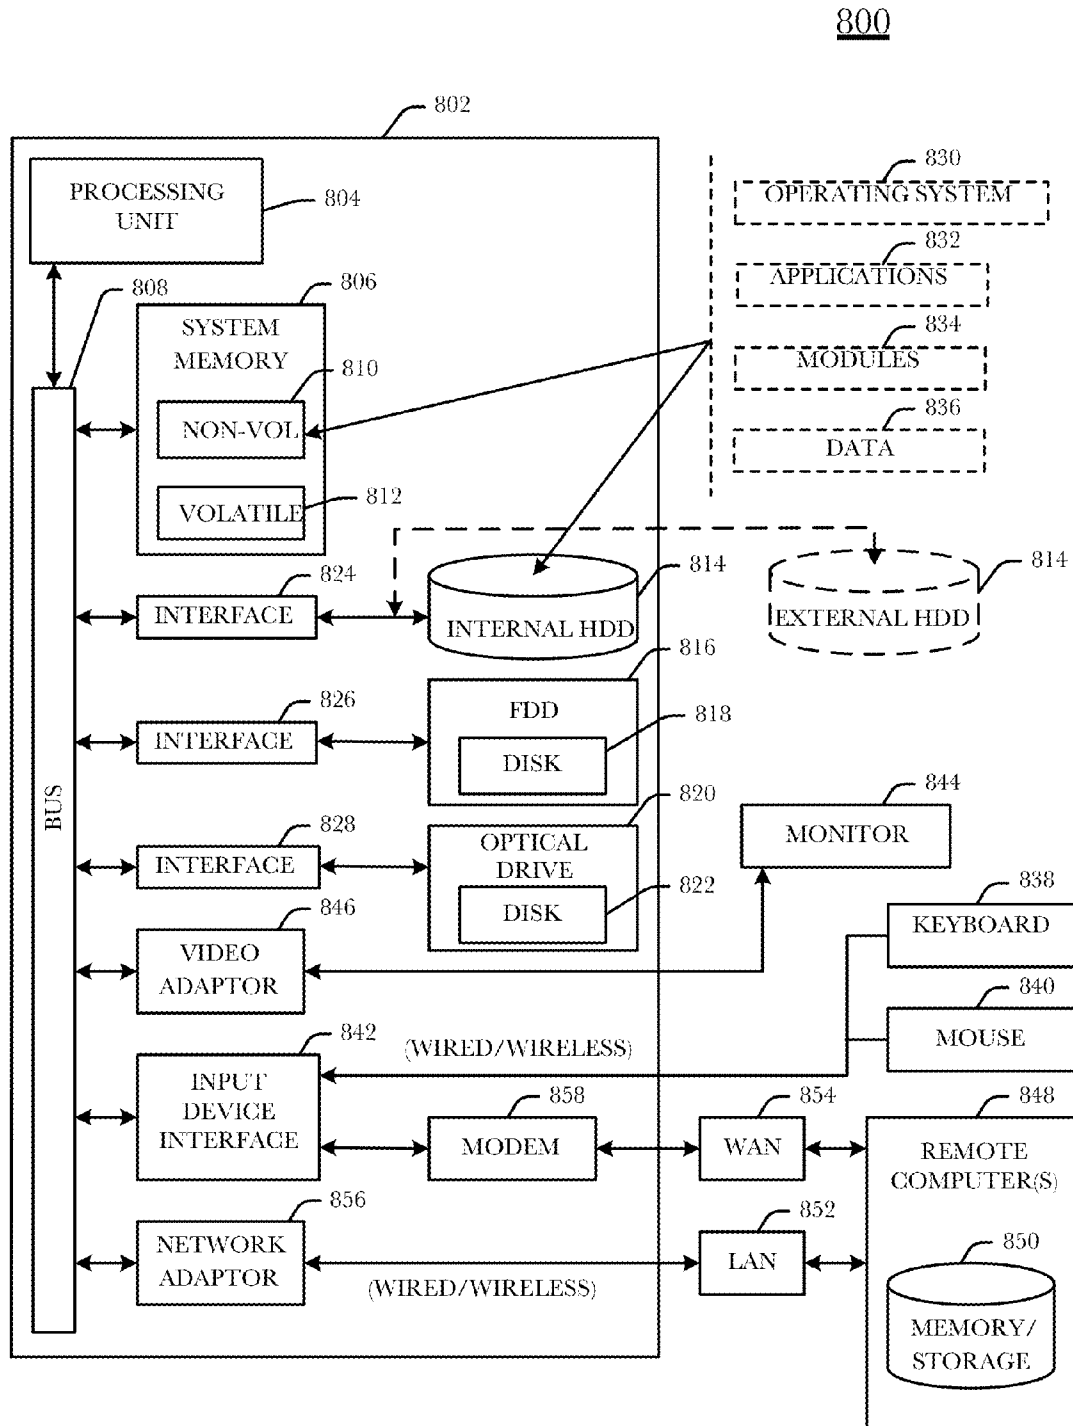 800
802
PROCESSING
UNIT
804
808
806
SYSTEM
MEMORY
810
NON-VOL
812
VOLATILE
830
OPERATING SYSTEM
832
APPLICATIONS
834
MODULES
836
DATA
824
INTERFACE
814
INTERNAL HDD
814
EXTERNAL HDD
816
826
INTERFACE
FDD
818
DISK
BUS
820
828
INTERFACE
OPTICAL
DRIVE
822
DISK
844
MONITOR
846
VIDEO
ADAPTOR
838
KEYBOARD
840
MOUSE
842
(WIRED/WIRELESS)
INPUT
DEVICE
INTERFACE
858
MODEM
854
WAN
848
REMOTE
COMPUTER(S)
856
NETWORK
ADAPTOR
(WIRED/WIRELESS)
852
LAN
850
MEMORY/
STORAGE